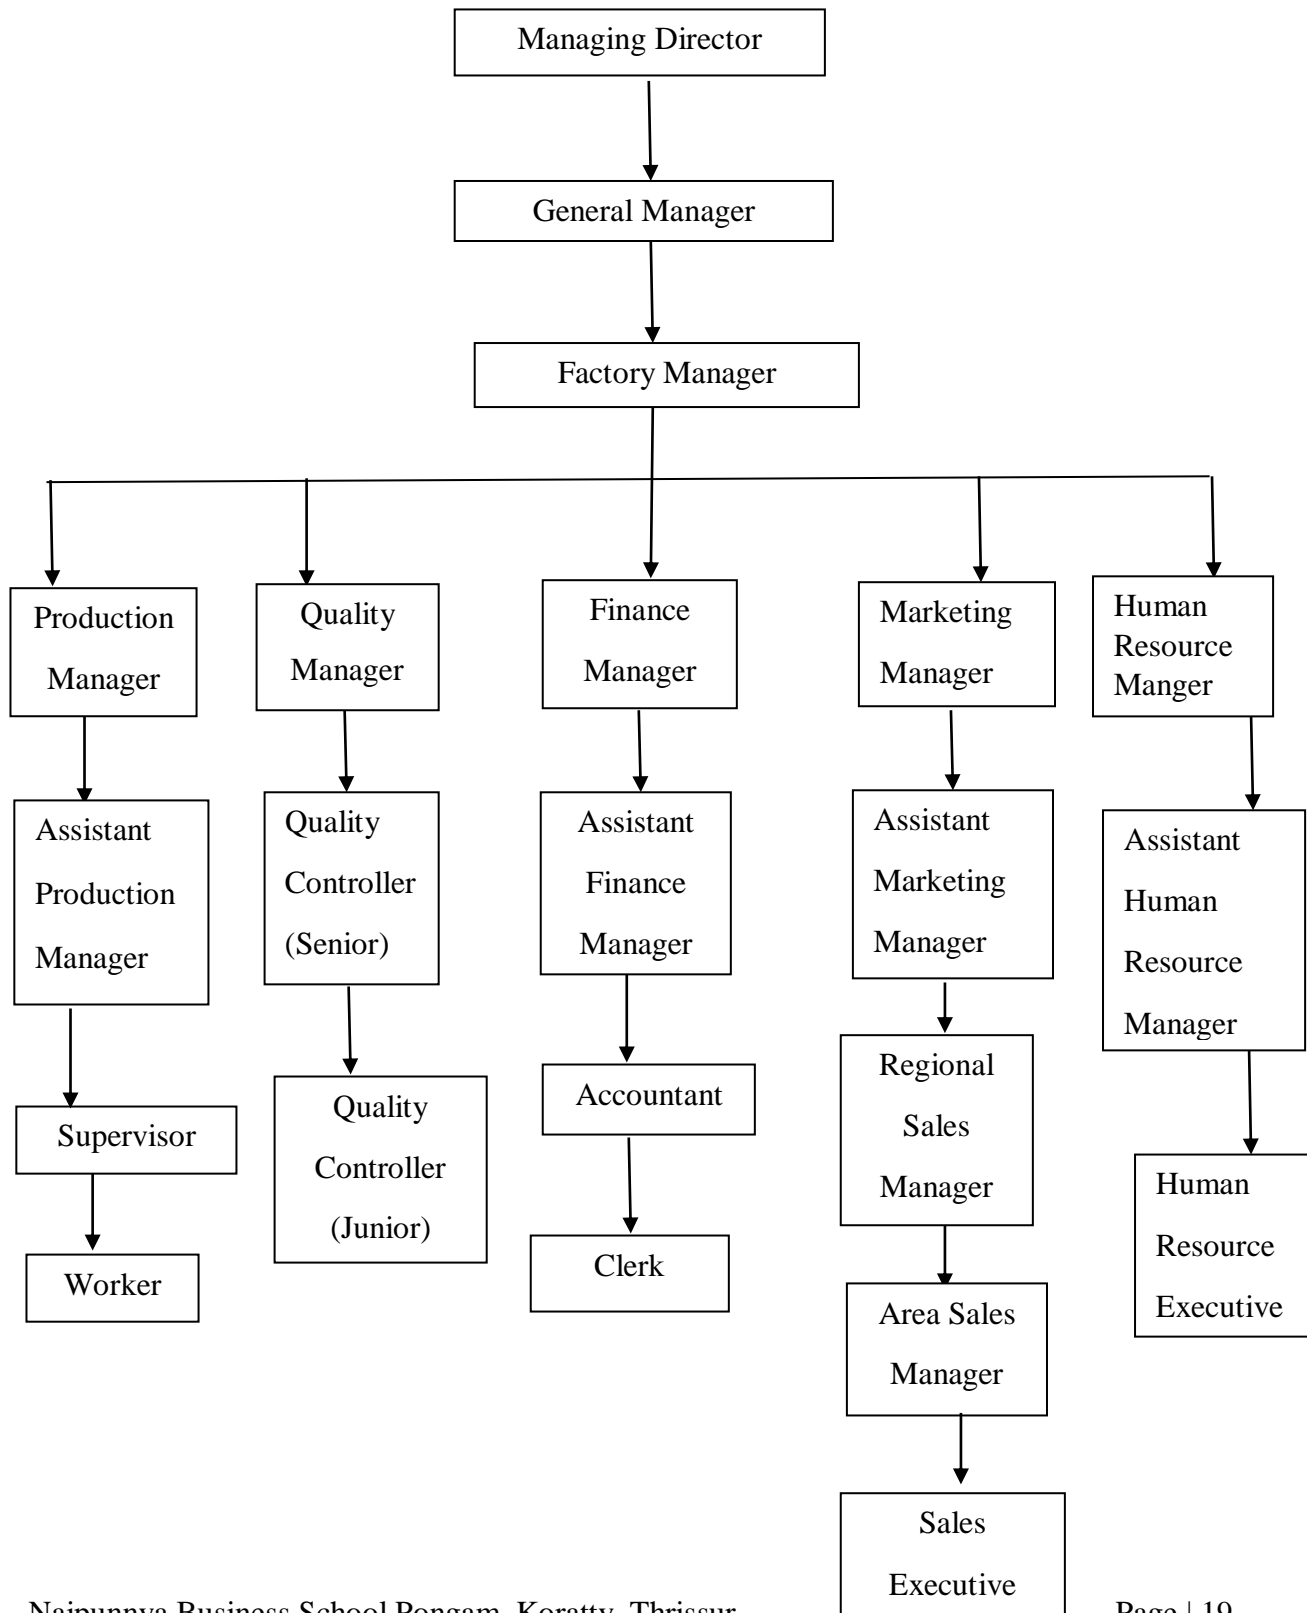 Managing Director
General Manager
Factory Manager
Production
Manager
Quality
Manager
Finance
Manager
Marketing
Manager
Human
Resource
Manger
Assistant
Production
Manager
Quality
Controller
(Senior)
Assistant
Finance
Manager
Assistant
Marketing
Manager
Assistant
Human
Resource
Manager
Supervisor
Quality
Controller
(Junior)
Accountant
Regional
Sales
Manager
Human
Resource
Executive
Worker
Clerk
Area Sales
Manager
Sales
Executive
Naipunnya Business School Pongam, Koratty, Thrissur Page | 19